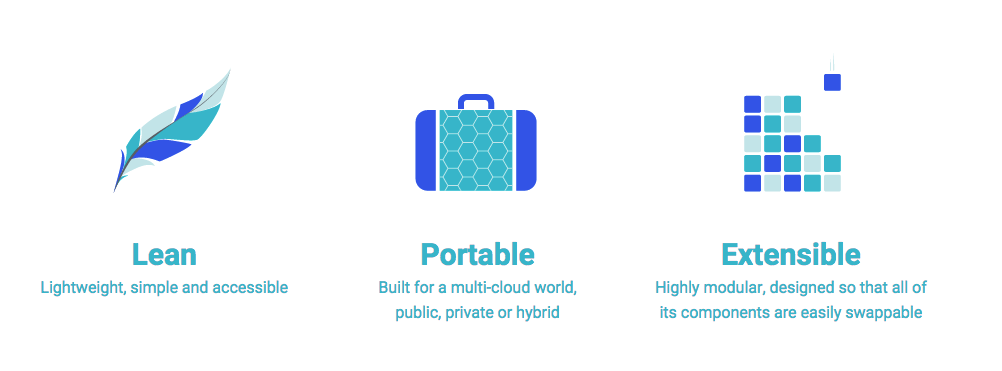 Lean
Lightweight, simple and accessible
Portable
Built for a multi-cloud world,
public, private or hybrid
Extensible
Highly modular, designed so that all of
its components are easily swappable